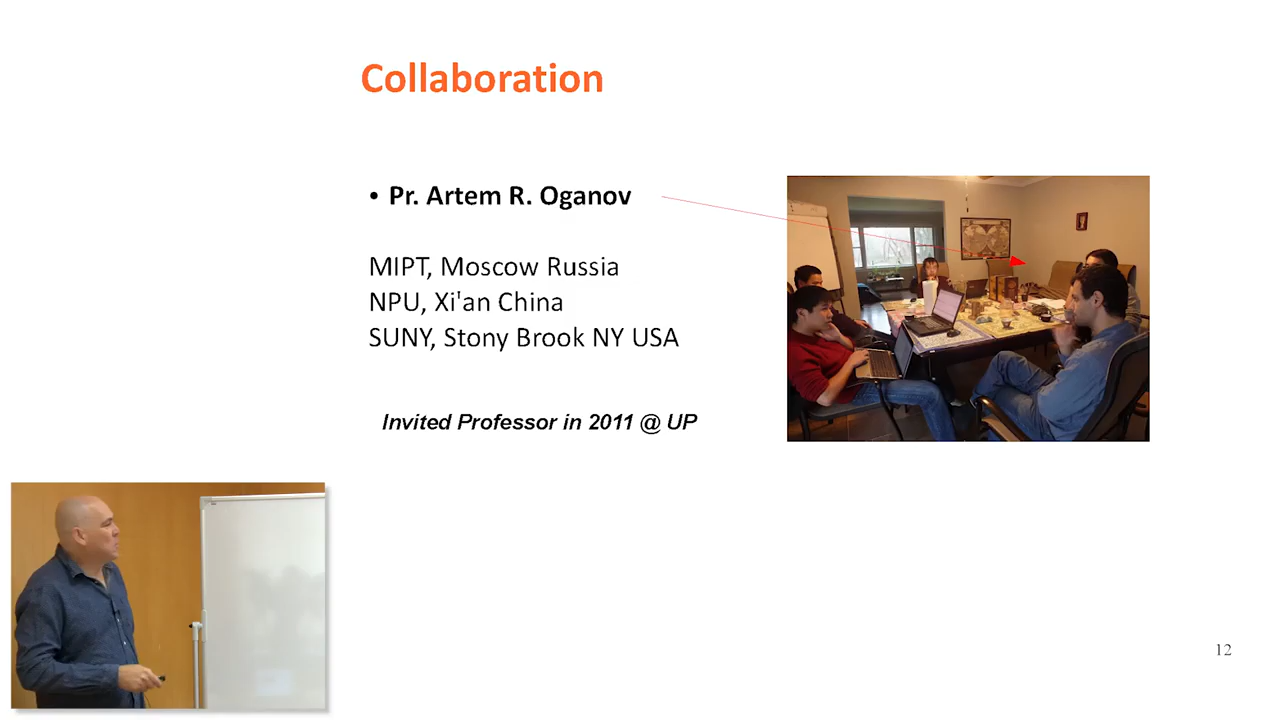 Collaboration
• Pr. Artem R. Oganov
MIPT, Moscow Russia
NPU, Xi'an China
SUNY, Stony Brook NY USA
Invited Professor in 2011 @ UP
12